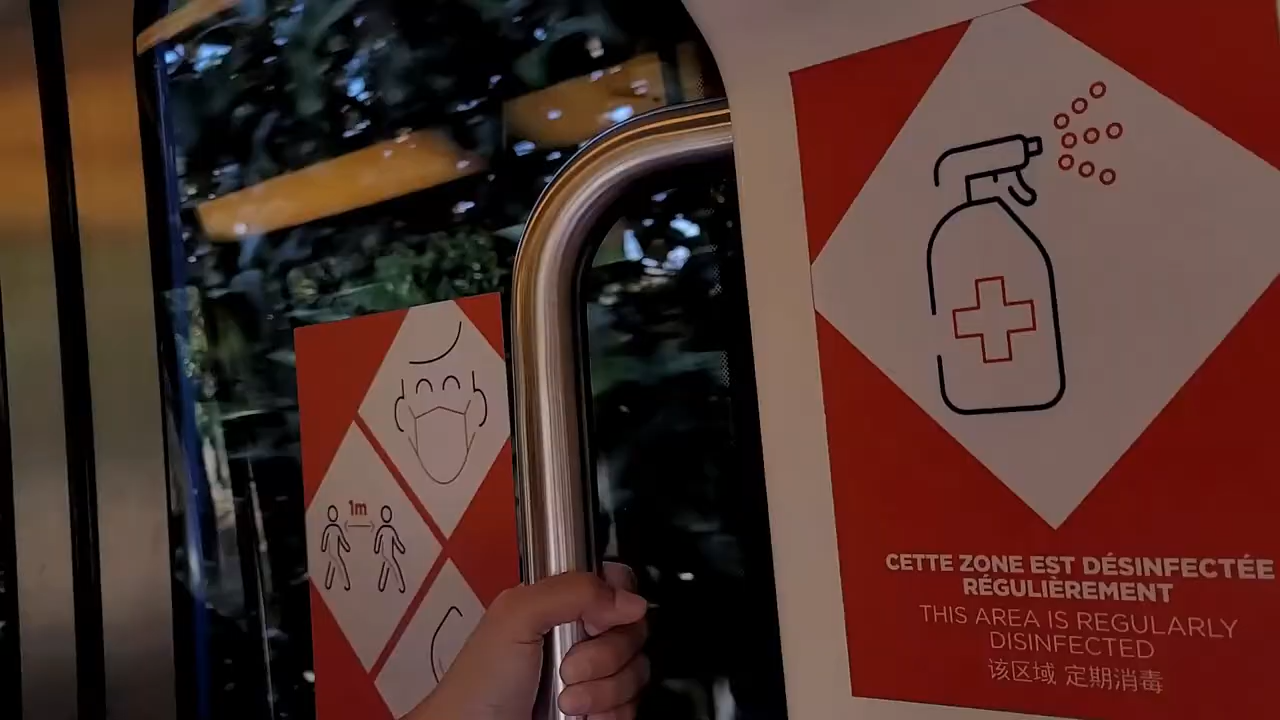 1m
CETTE ZONE EST DÉSINFECTÉE
RÉGULIÈREMENT
THIS AREA IS REGULARLY
DISINFECTED
该区域 定期消毒